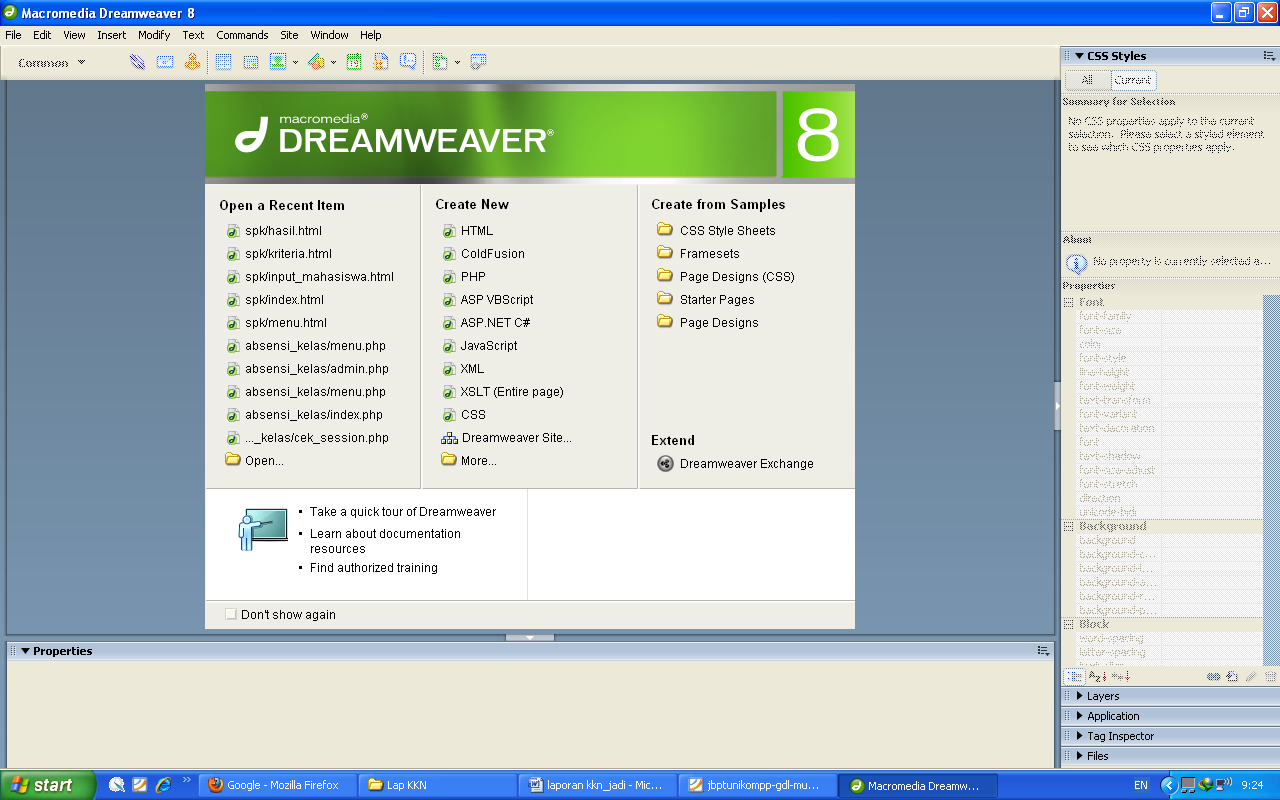 Macromedia Dreamweaver 8
File Edit View Insert Modify Text Commands Site Window Help
Common
macromedia®
DREAMWEAVER®
8
Open a Recent Item
spk/hasil.html
spk/kriteria.html
spk/input_mahasiswa.html
spk/index.html
spk/menu.html
absensi_kelas/menu.php
absensi_kelas/admin.php
absensi_kelas/menu.php
absensi_kelas/index.php
..._kelas/cek_session.php
Open...
Create New
HTML
ColdFusion
PHP
ASP VBScript
ASP.NET C#
JavaScript
XML
XSLT (Entire page)
CSS
Dreamweaver Site...
More...
Create from Samples
CSS Style Sheets
Framesets
Page Designs (CSS)
Starter Pages
Page Designs
Extend
Dreamweaver Exchange
• Take a quick tour of Dreamweaver
• Learn about documentation
resources
• Find authorized training
Don't show again
Properties
CSS Styles
All Current
Summary for Selection
No CSS properties apply to the current
selection. Please select a styled element
to see which CSS properties apply.
About
No property is currently selected a...
Properties
Font
font-family
font-size
color
font-style
line-height
font-weight
text-transform
font-variant
text-decoration
font
text-shadow
font-size-adjust
font-stretch
direction
unicode-bidi
Background
background
background-c...
background-i...
background-a...
background-r...
background-p...
Block
word-spacing
letter-spacing
Layers
Application
Tag Inspector
Files
start
Google - Mozilla Firefox
Lap KKN
laporan kkn_jadi - Mic...
jbptunikompp-gdl-mu...
Macromedia Dreamw...
EN
9:24